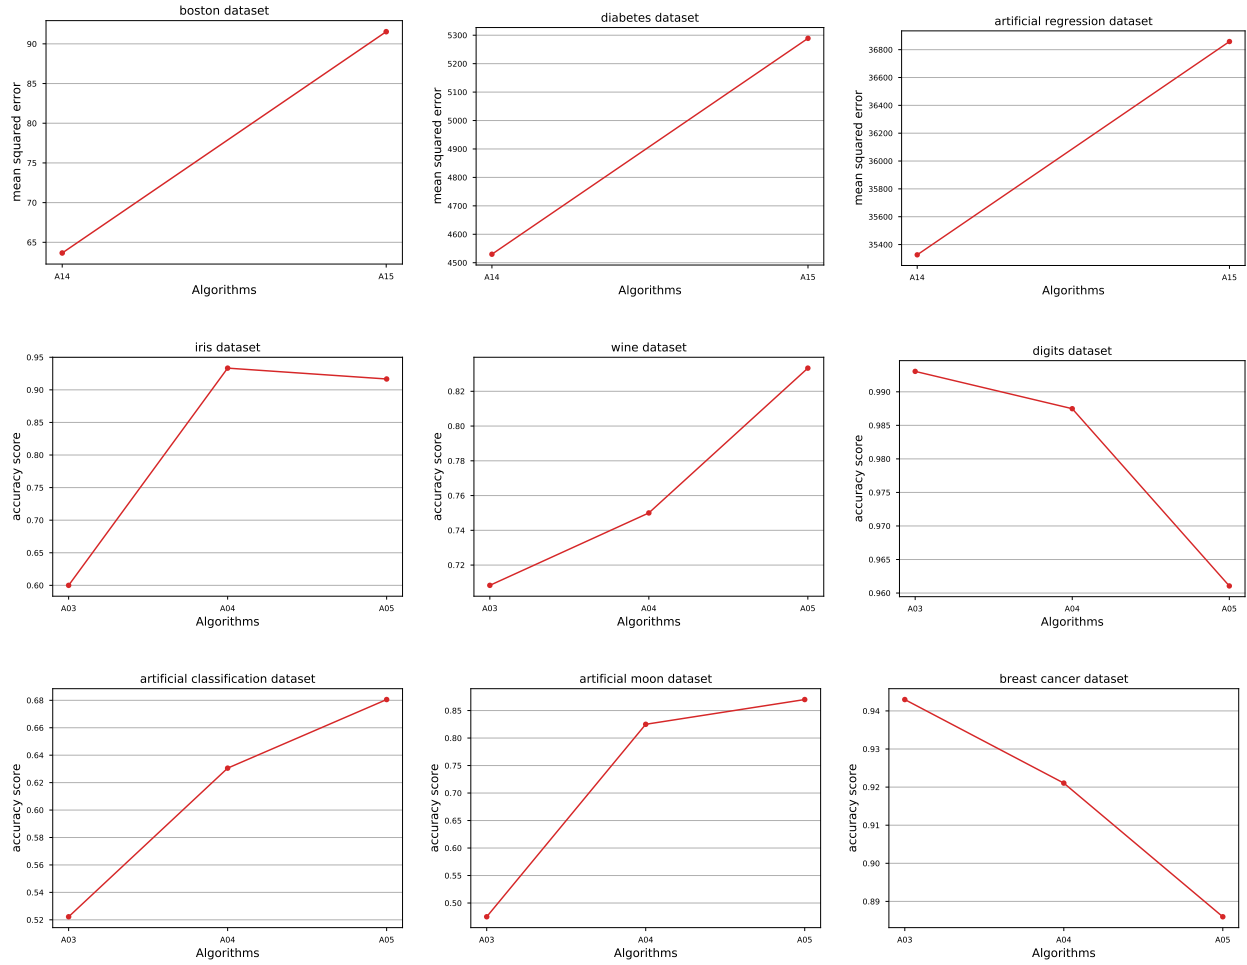 boston dataset
mean squared error
90
85
80
75
70
65
A14
A15
Algorithms
diabetes dataset
mean squared error
5300
5200
5100
5000
4900
4800
4700
4600
4500
A14
A15
Algorithms
artificial regression dataset
mean squared error
36800
36600
36400
36200
36000
35800
35600
35400
A14
A15
Algorithms
iris dataset
accuracy score
0.95
0.90
0.85
0.80
0.75
0.70
0.65
0.60
A03
A04
A05
Algorithms
wine dataset
accuracy score
0.82
0.80
0.78
0.76
0.74
0.72
A03
A04
A05
Algorithms
digits dataset
accuracy score
0.990
0.985
0.980
0.975
0.970
0.965
0.960
A03
A04
A05
Algorithms
artificial classification dataset
accuracy score
0.68
0.66
0.64
0.62
0.60
0.58
0.56
0.54
0.52
A03
A04
A05
Algorithms
artificial moon dataset
accuracy score
0.85
0.80
0.75
0.70
0.65
0.60
0.55
0.50
A03
A04
A05
Algorithms
breast cancer dataset
accuracy score
0.94
0.93
0.92
0.91
0.90
0.89
A03
A04
A05
Algorithms